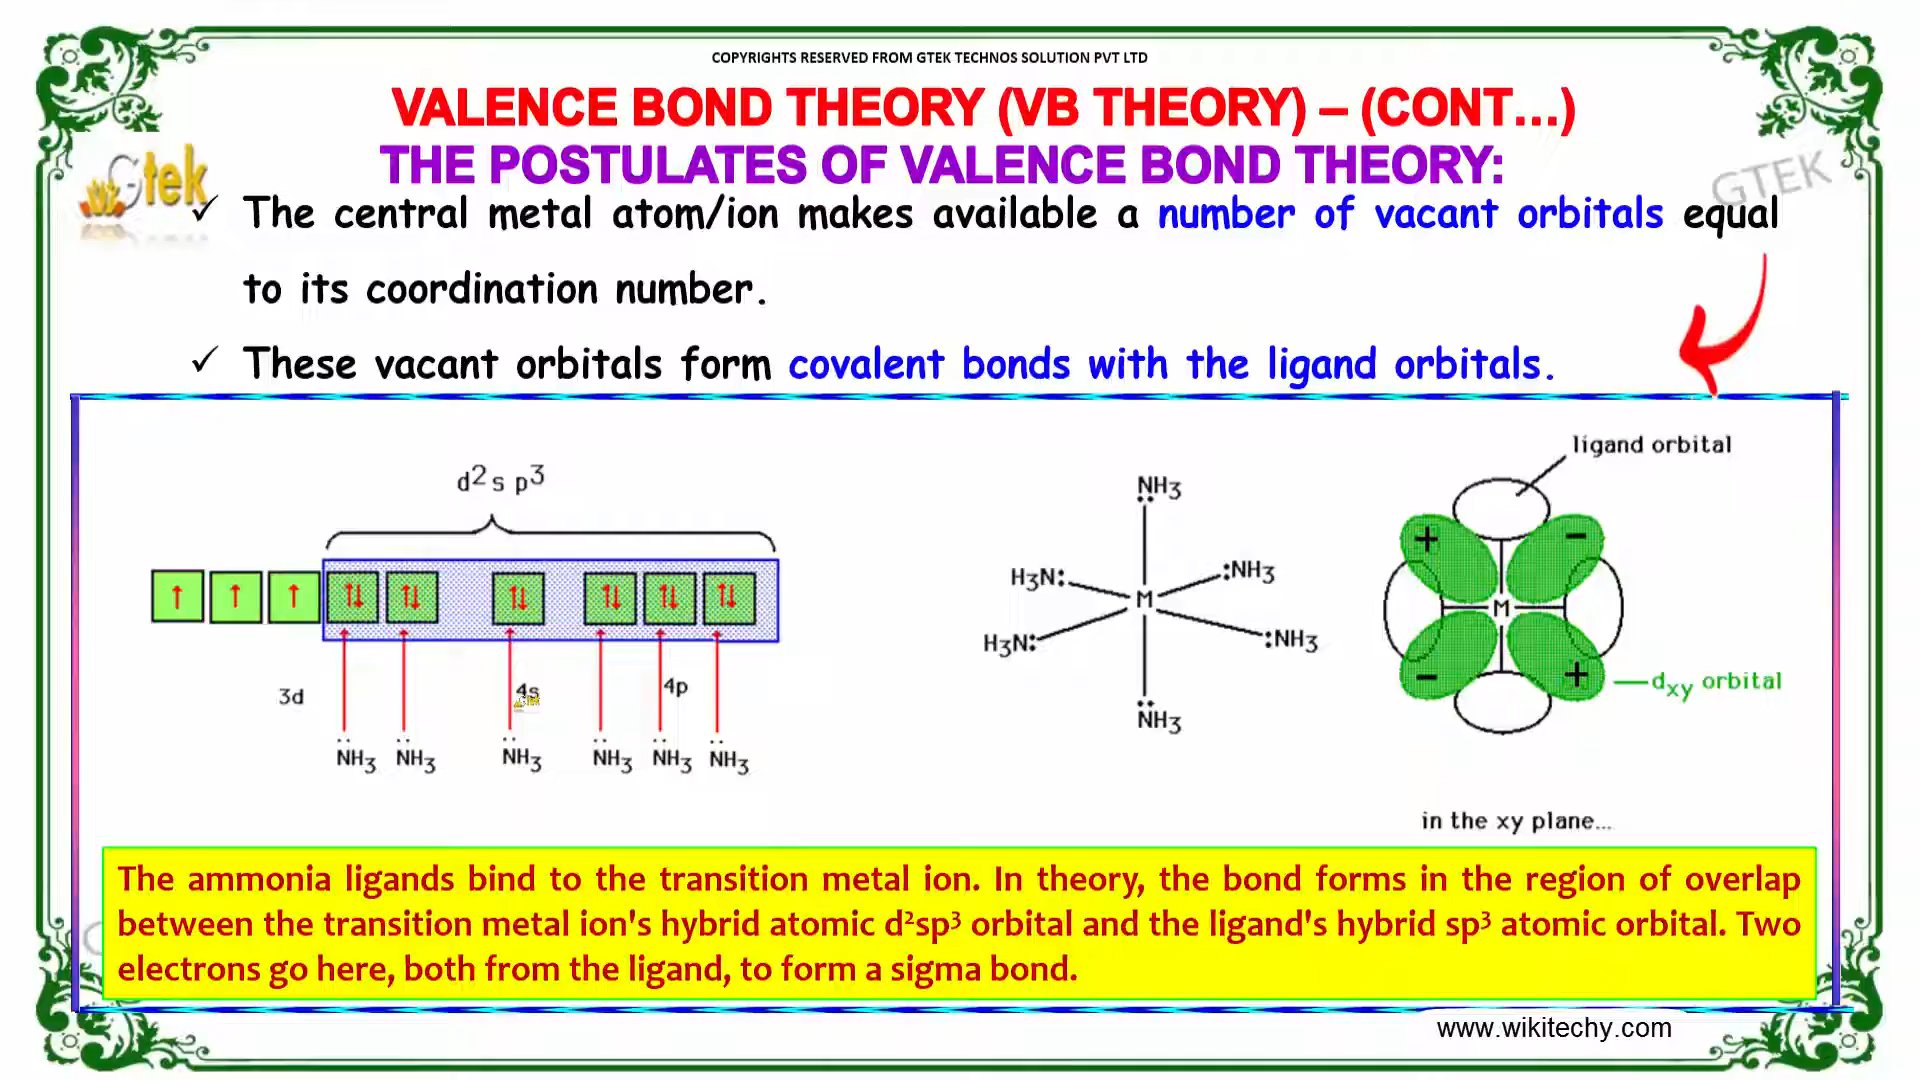 COPYRIGHTS RESERVED FROM GTEK TECHNOS SOLUTION PVT LTD
VALENCE BOND THEORY (VB THEORY) – (CONT...)
THE POSTULATES OF VALENCE BOND THEORY:
Gtek
GTEK
✓ The central metal atom/ion makes available a number of vacant orbitals equal
to its coordination number.
✓ These vacant orbitals form covalent bonds with the ligand orbitals.
d² s p³
↑ ↑ ↑ ↑↓ ↑↓ ↑↓ ↑↓ ↑↓ ↑↓
3d 4s 4p
:NH₃ :NH₃ :NH₃ :NH₃ :NH₃ :NH₃
NH₃
H₃N: :NH₃
M
H₃N: :NH₃
NH₃
ligand orbital
+ −
M
− +
dxy orbital
in the xy plane...
The ammonia ligands bind to the transition metal ion. In theory, the bond forms in the region of overlap
between the transition metal ion's hybrid atomic d²sp³ orbital and the ligand's hybrid sp³ atomic orbital. Two
electrons go here, both from the ligand, to form a sigma bond.
www.wikitechy.com